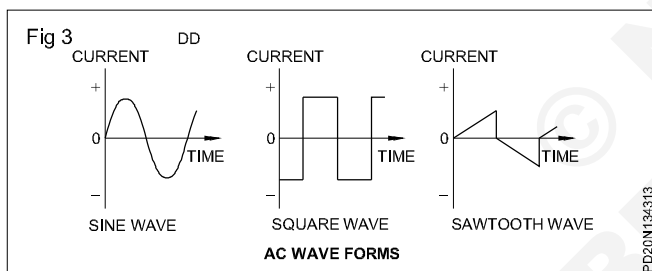 Fig 3 DD
CURRENT CURRENT CURRENT
+ + +
0 0 0
TIME TIME TIME
– – –
SINE WAVE SQUARE WAVE SAWTOOTH WAVE
AC WAVE FORMS
PD20N134313